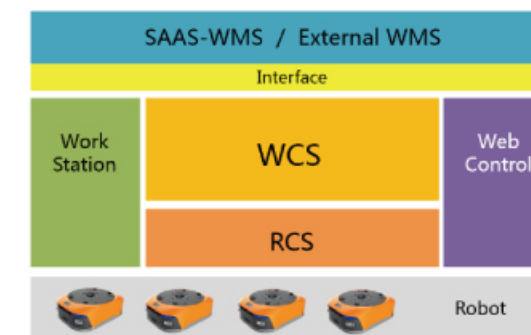 SAAS-WMS / External WMS
Interface
Work
Station
WCS
Web
Control
RCS
Robot